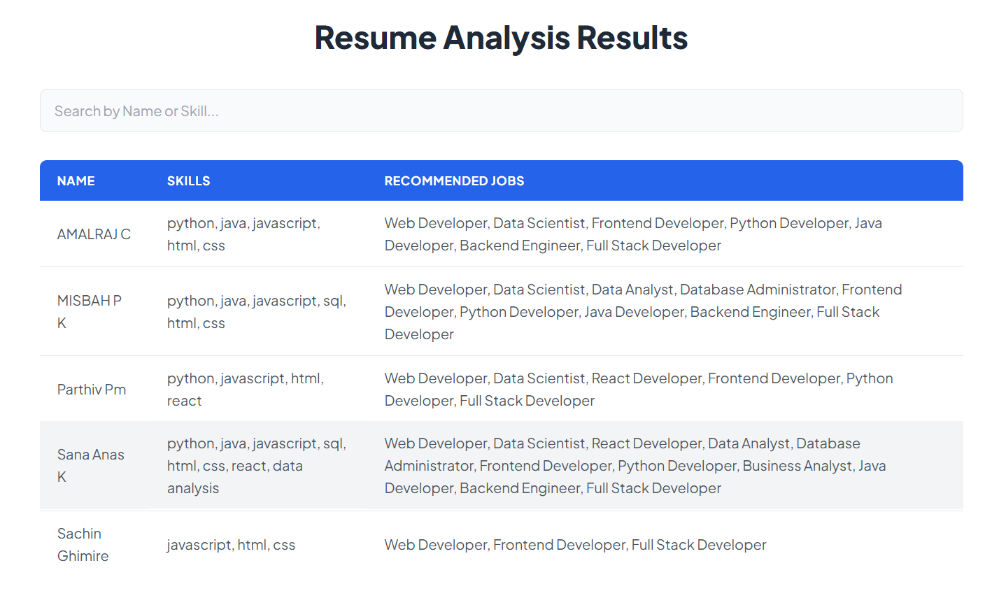 Resume Analysis Results
Search by Name or Skill...
NAME SKILLS RECOMMENDED JOBS
AMALRAJ C
python, java, javascript,
html, css
Web Developer, Data Scientist, Frontend Developer, Python Developer, Java
Developer, Backend Engineer, Full Stack Developer
MISBAH P
K
python, java, javascript, sql,
html, css
Web Developer, Data Scientist, Data Analyst, Database Administrator, Frontend
Developer, Python Developer, Java Developer, Backend Engineer, Full Stack
Developer
Parthiv Pm
python, javascript, html,
react
Web Developer, Data Scientist, React Developer, Frontend Developer, Python
Developer, Full Stack Developer
Sana Anas
K
python, java, javascript, sql,
html, css, react, data
analysis
Web Developer, Data Scientist, React Developer, Data Analyst, Database
Administrator, Frontend Developer, Python Developer, Business Analyst, Java
Developer, Backend Engineer, Full Stack Developer
Sachin
Ghimire
javascript, html, css
Web Developer, Frontend Developer, Full Stack Developer